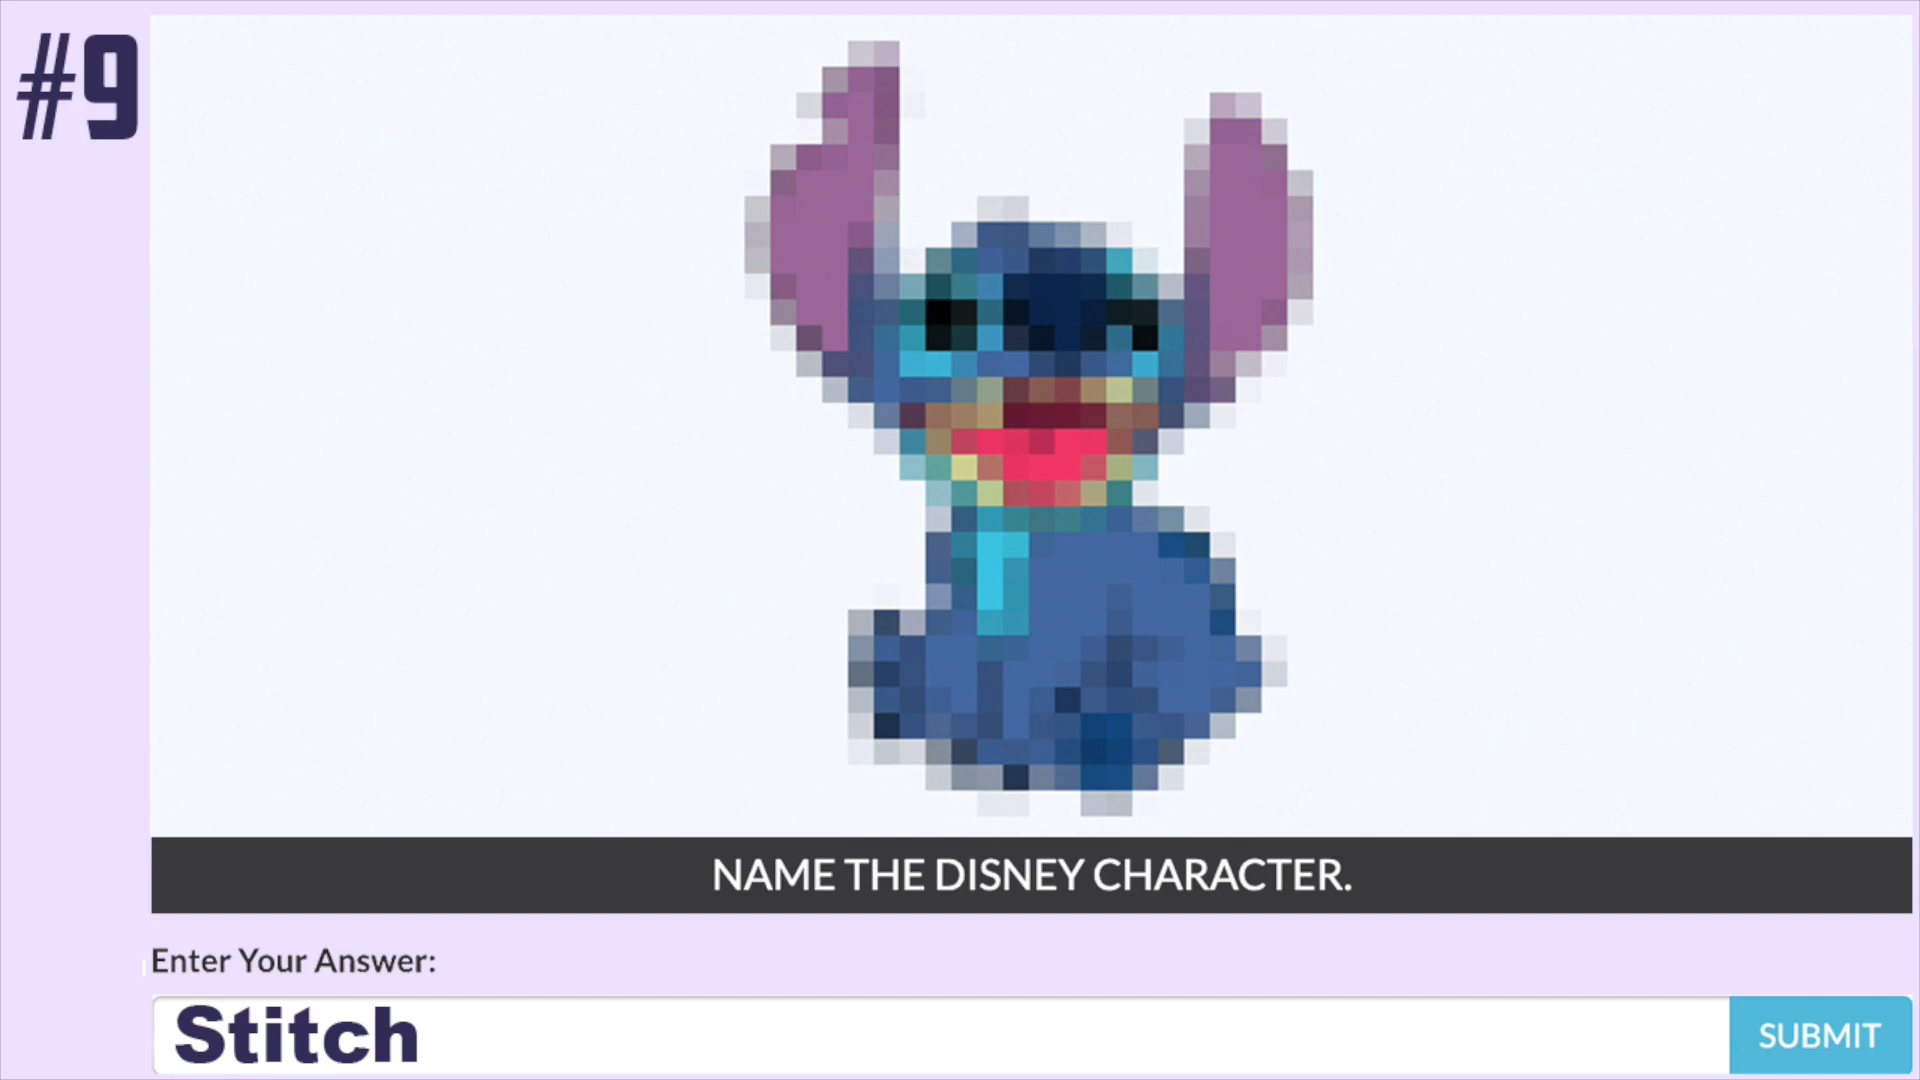 #9
NAME THE DISNEY CHARACTER.
Enter Your Answer:
Stitch
SUBMIT